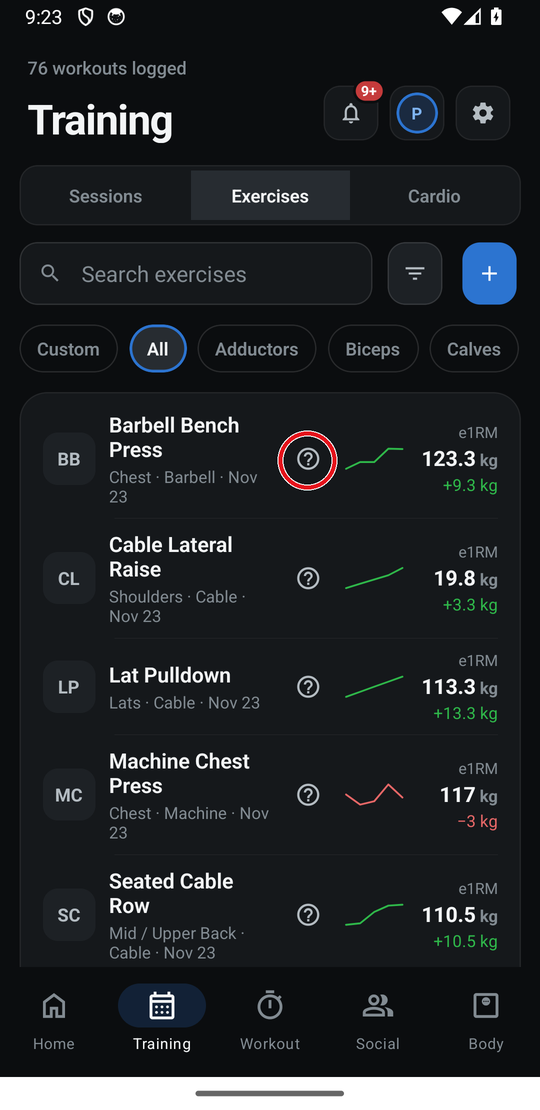 9:23
76 workouts logged
Training
9+
P
Sessions
Exercises
Cardio
Search exercises
Custom
All
Adductors
Biceps
Calves
BB
Barbell Bench
Press
Chest · Barbell · Nov
23
?
e1RM
123.3 kg
+9.3 kg
CL
Cable Lateral
Raise
Shoulders · Cable ·
Nov 23
?
e1RM
19.8 kg
+3.3 kg
LP
Lat Pulldown
Lats · Cable · Nov 23
?
e1RM
113.3 kg
+13.3 kg
MC
Machine Chest
Press
Chest · Machine · Nov
23
?
e1RM
117 kg
−3 kg
SC
Seated Cable
Row
Mid / Upper Back ·
Cable · Nov 23
?
e1RM
110.5 kg
+10.5 kg
Home
Training
Workout
Social
Body